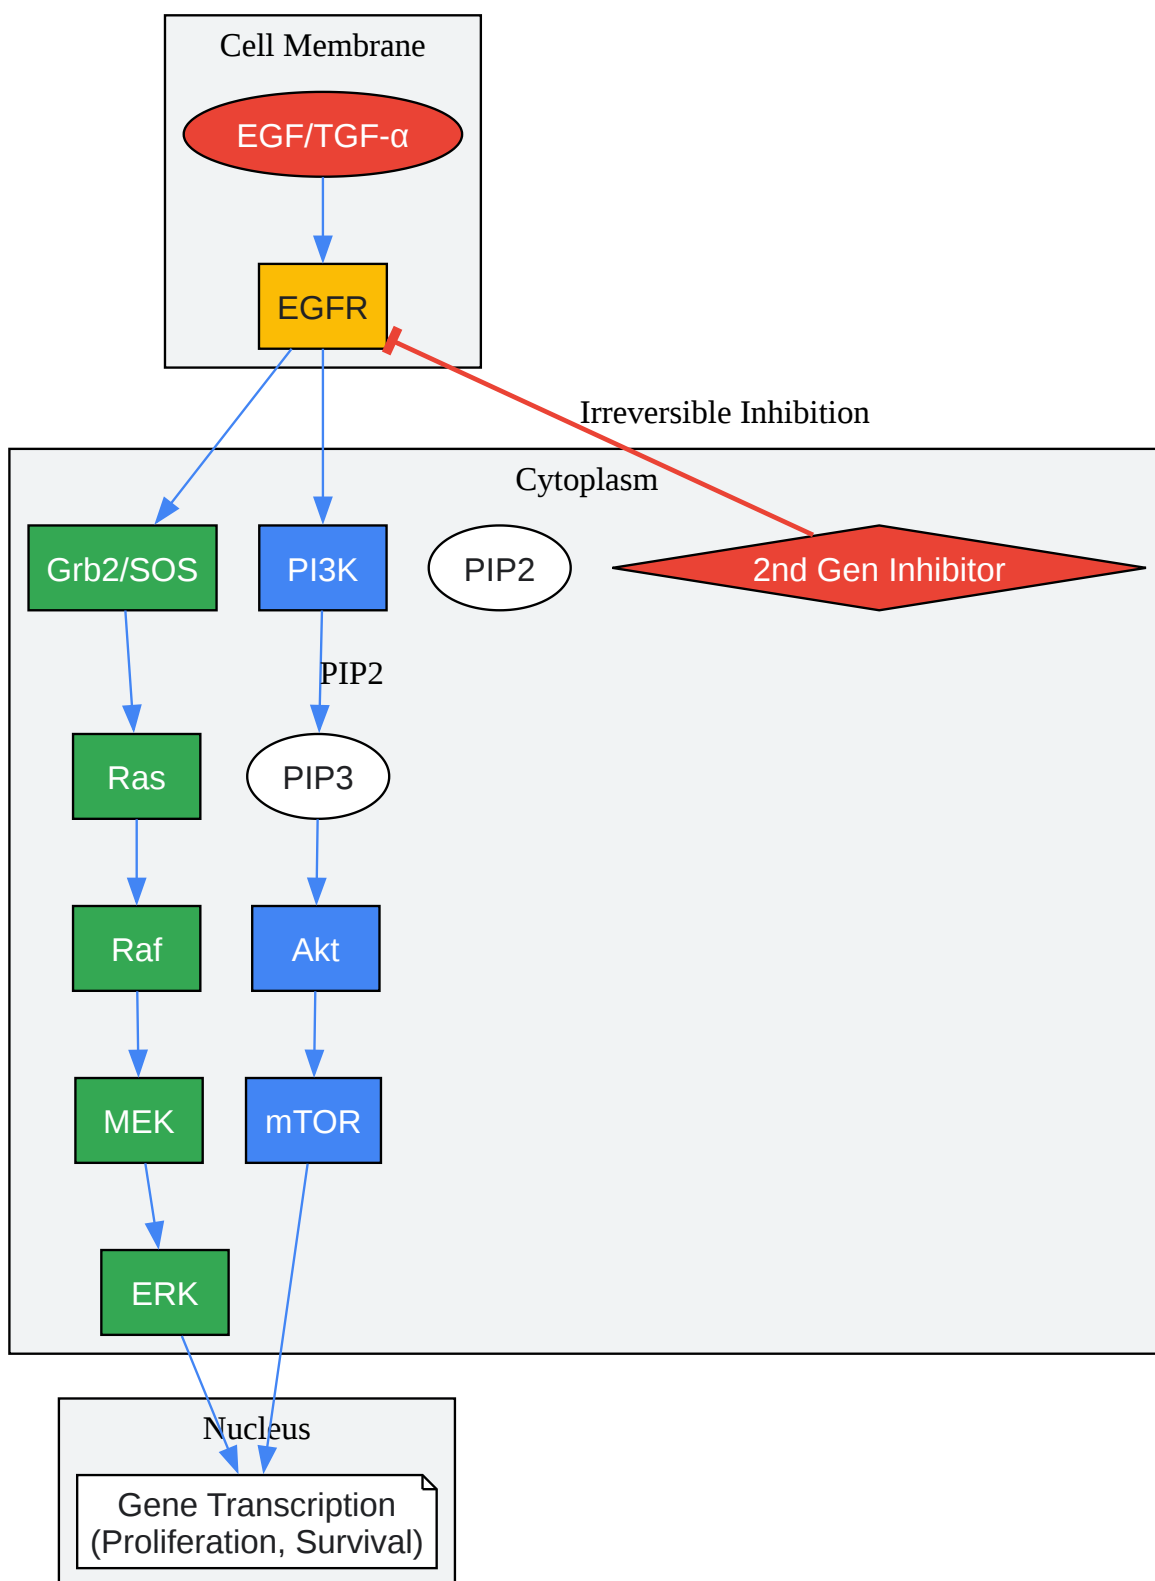 Cell Membrane
EGF/TGF-α
EGFR
Irreversible Inhibition
Cytoplasm
Grb2/SOS
PI3K
PIP2
2nd Gen Inhibitor
PIP2
Ras
PIP3
Raf
Akt
MEK
mTOR
ERK
Nucleus
Gene Transcription
(Proliferation, Survival)